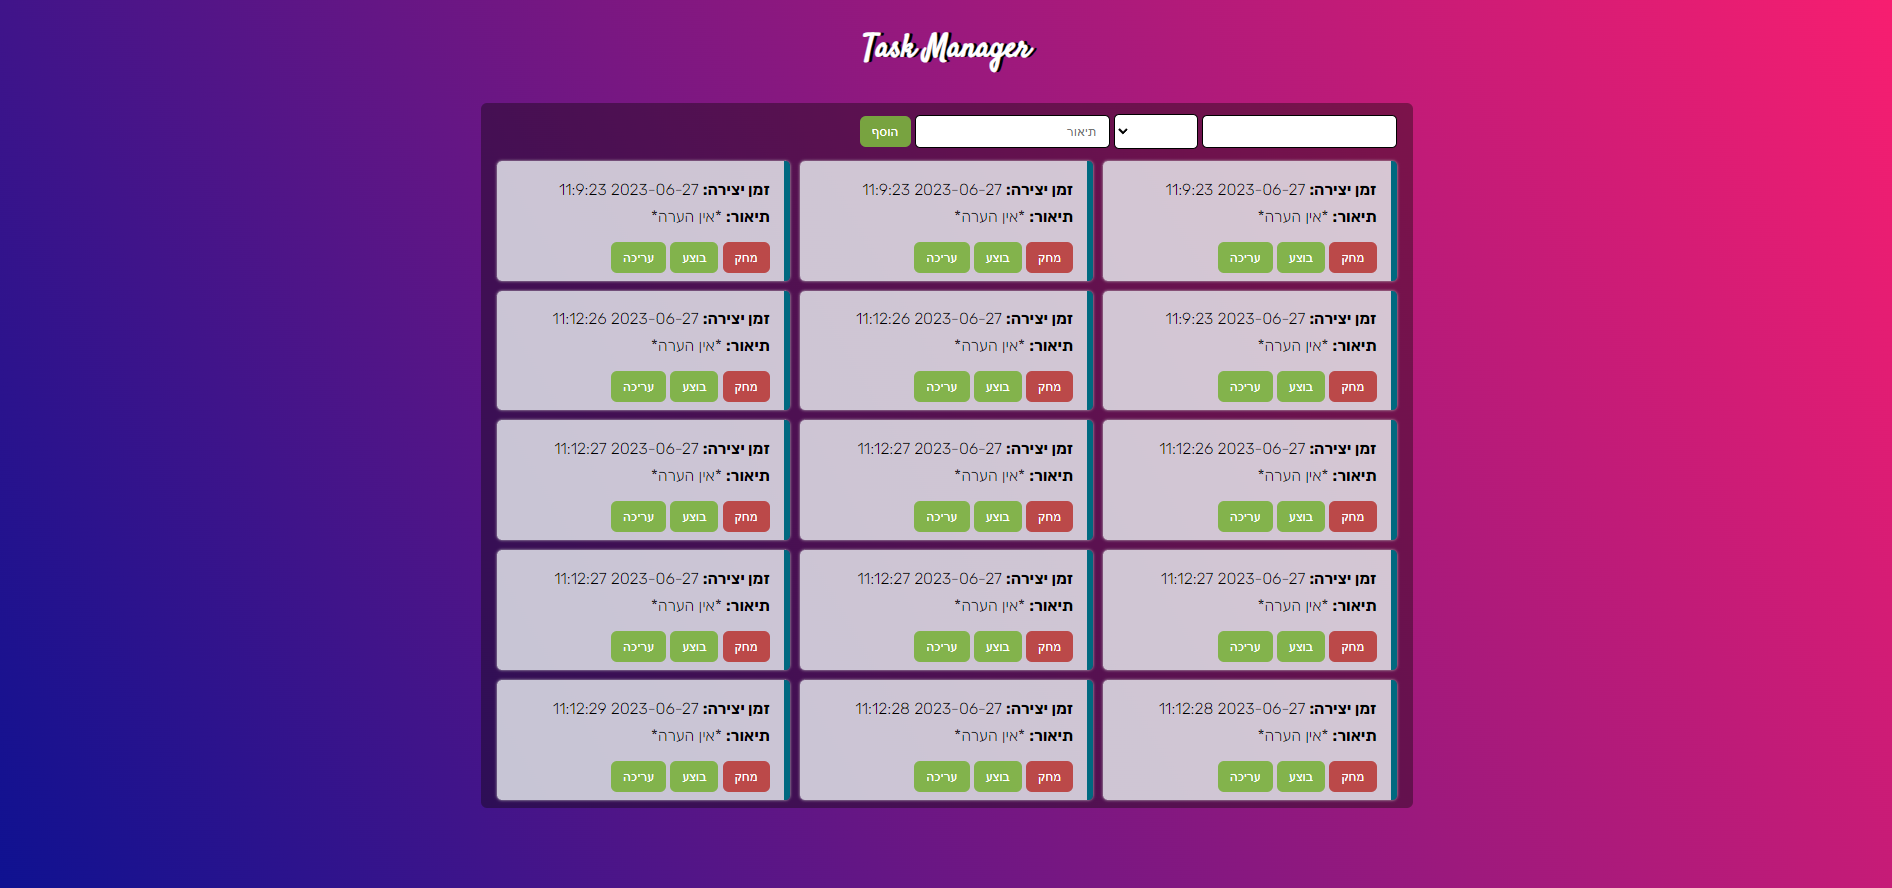 Task Manager
תיאור הוסף
זמן יצירה: 2023-06-27 11:9:23
תיאור: *אין הערה*
מחק בוצע עריכה
זמן יצירה: 2023-06-27 11:9:23
תיאור: *אין הערה*
מחק בוצע עריכה
זמן יצירה: 2023-06-27 11:9:23
תיאור: *אין הערה*
מחק בוצע עריכה
זמן יצירה: 2023-06-27 11:9:23
תיאור: *אין הערה*
מחק בוצע עריכה
זמן יצירה: 2023-06-27 11:12:26
תיאור: *אין הערה*
מחק בוצע עריכה
זמן יצירה: 2023-06-27 11:12:26
תיאור: *אין הערה*
מחק בוצע עריכה
זמן יצירה: 2023-06-27 11:12:26
תיאור: *אין הערה*
מחק בוצע עריכה
זמן יצירה: 2023-06-27 11:12:27
תיאור: *אין הערה*
מחק בוצע עריכה
זמן יצירה: 2023-06-27 11:12:27
תיאור: *אין הערה*
מחק בוצע עריכה
זמן יצירה: 2023-06-27 11:12:27
תיאור: *אין הערה*
מחק בוצע עריכה
זמן יצירה: 2023-06-27 11:12:27
תיאור: *אין הערה*
מחק בוצע עריכה
זמן יצירה: 2023-06-27 11:12:27
תיאור: *אין הערה*
מחק בוצע עריכה
זמן יצירה: 2023-06-27 11:12:28
תיאור: *אין הערה*
מחק בוצע עריכה
זמן יצירה: 2023-06-27 11:12:28
תיאור: *אין הערה*
מחק בוצע עריכה
זמן יצירה: 2023-06-27 11:12:29
תיאור: *אין הערה*
מחק בוצע עריכה